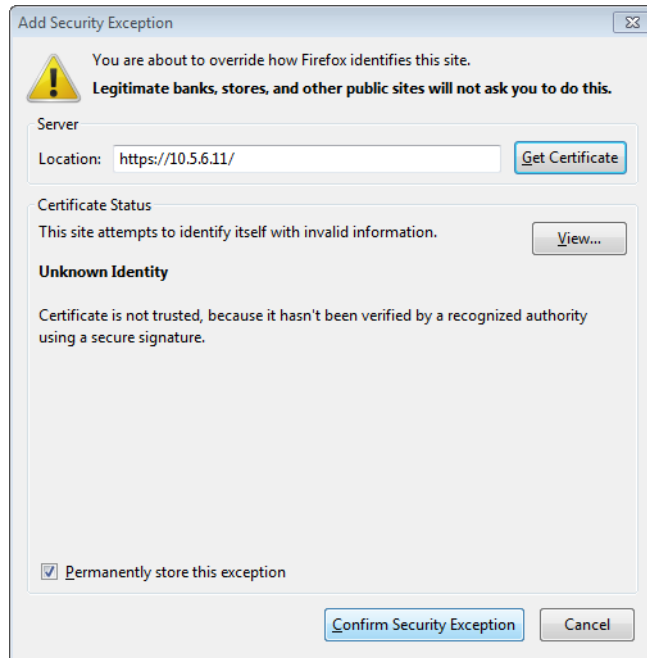 Add Security Exception
You are about to override how Firefox identifies this site.
Legitimate banks, stores, and other public sites will not ask you to do this.
Server
Location: https://10.5.6.11/ Get Certificate
Certificate Status
This site attempts to identify itself with invalid information. View...
Unknown Identity
Certificate is not trusted, because it hasn't been verified by a recognized authority
using a secure signature.
Permanently store this exception
Confirm Security Exception Cancel